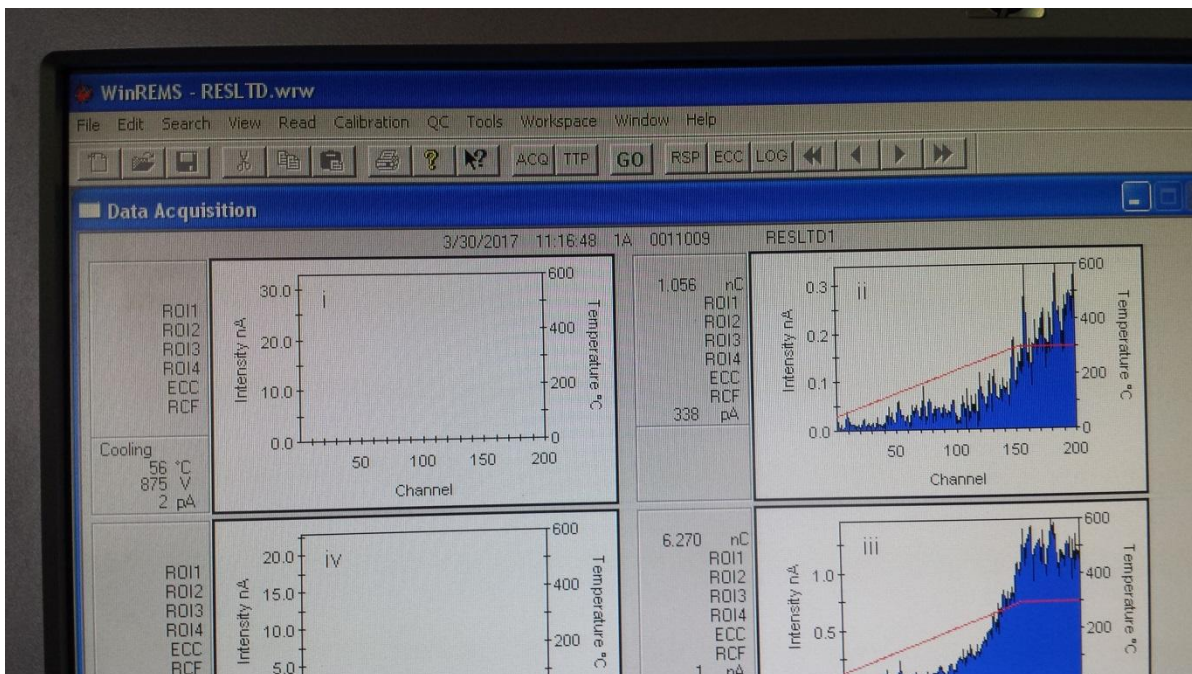 WinREMS - RESLTD.wrw
File Edit Search View Read Calibration QC Tools Workspace Window Help
ACQ TTP GO RSP ECC LOG
Data Acquisition
3/30/2017 11:16:48 1A 0011009 RESLTD1
ROI1
ROI2
ROI3
ROI4
ECC
RCF
Cooling
56 °C
875 V
2 pA
i
Intensity nA
30.0
20.0
10.0
0.0
50 100 150 200
Channel
600
400
200
0
Temperature °C
1.056 nC
ROI1
ROI2
ROI3
ROI4
ECC
RCF
338 pA
ii
Intensity nA
0.3
0.2
0.1
0.0
50 100 150 200
Channel
600
400
200
0
Temperature °C
ROI1
ROI2
ROI3
ROI4
ECC
RCF
iv
Intensity nA
20.0
15.0
10.0
5.0
600
400
200
Temperature °C
6.270 nC
ROI1
ROI2
ROI3
ROI4
ECC
RCF
iii
Intensity nA
1.0
0.5
600
400
200
Temperature °C